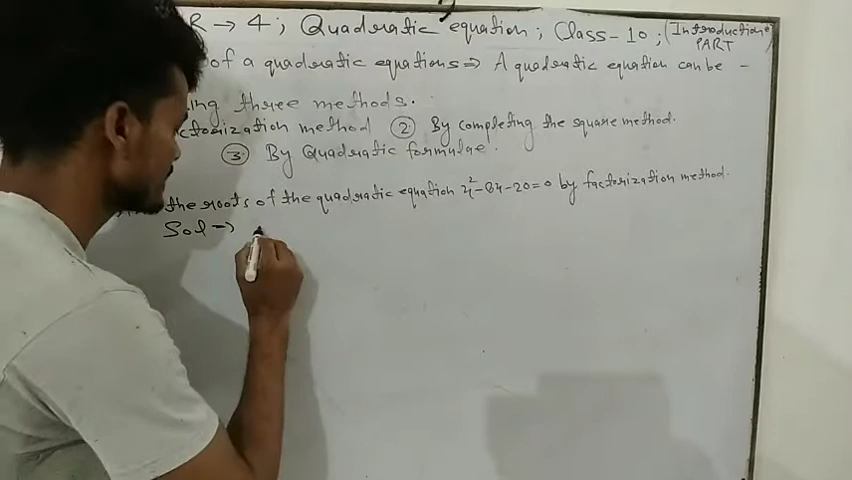 R → 4 ; Quadratic equation ; Class - 10 ; (Introduction PART)
of a quadratic equations ⇒ A quadratic equation can be -
ing three methods.
ctorization method ② By completing the square method.
③ By Quadratic formulae.
the roots of the quadratic equation x²-8x-20=0 by factorization method.
Sol ⇒